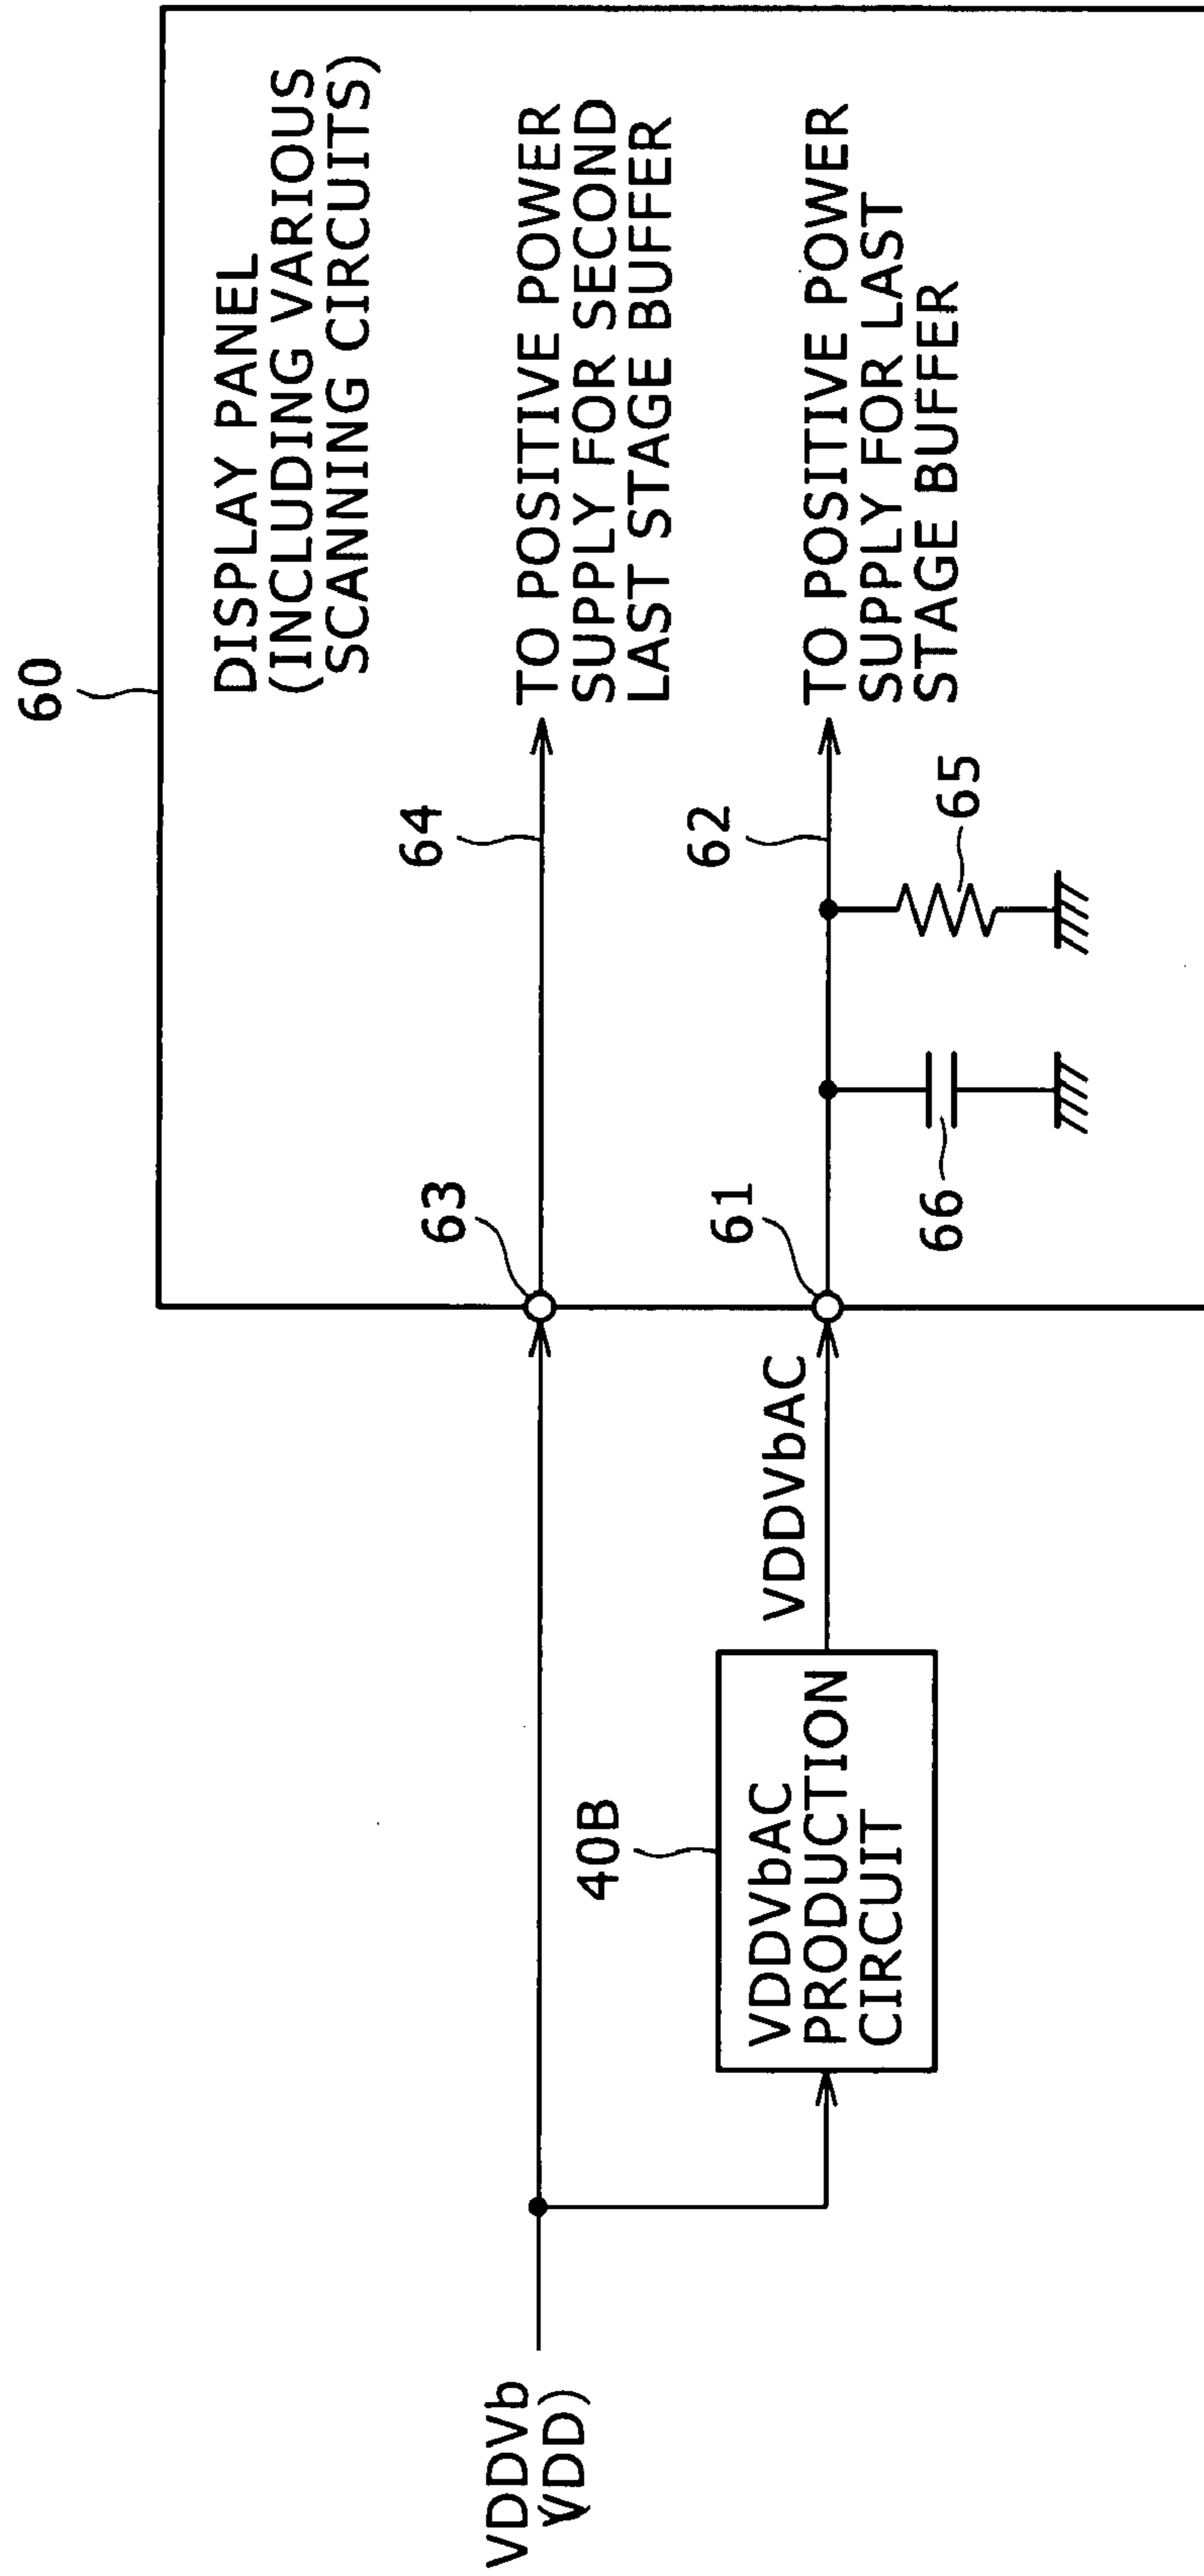 60
DISPLAY PANEL
(INCLUDING VARIOUS
SCANNING CIRCUITS)
64
TO POSITIVE POWER
SUPPLY FOR SECOND
LAST STAGE BUFFER
63
62
TO POSITIVE POWER
SUPPLY FOR LAST
STAGE BUFFER
61
65
66
VDDVb
(VDD)
40B
VDDVbAC
PRODUCTION
CIRCUIT
VDDVbAC